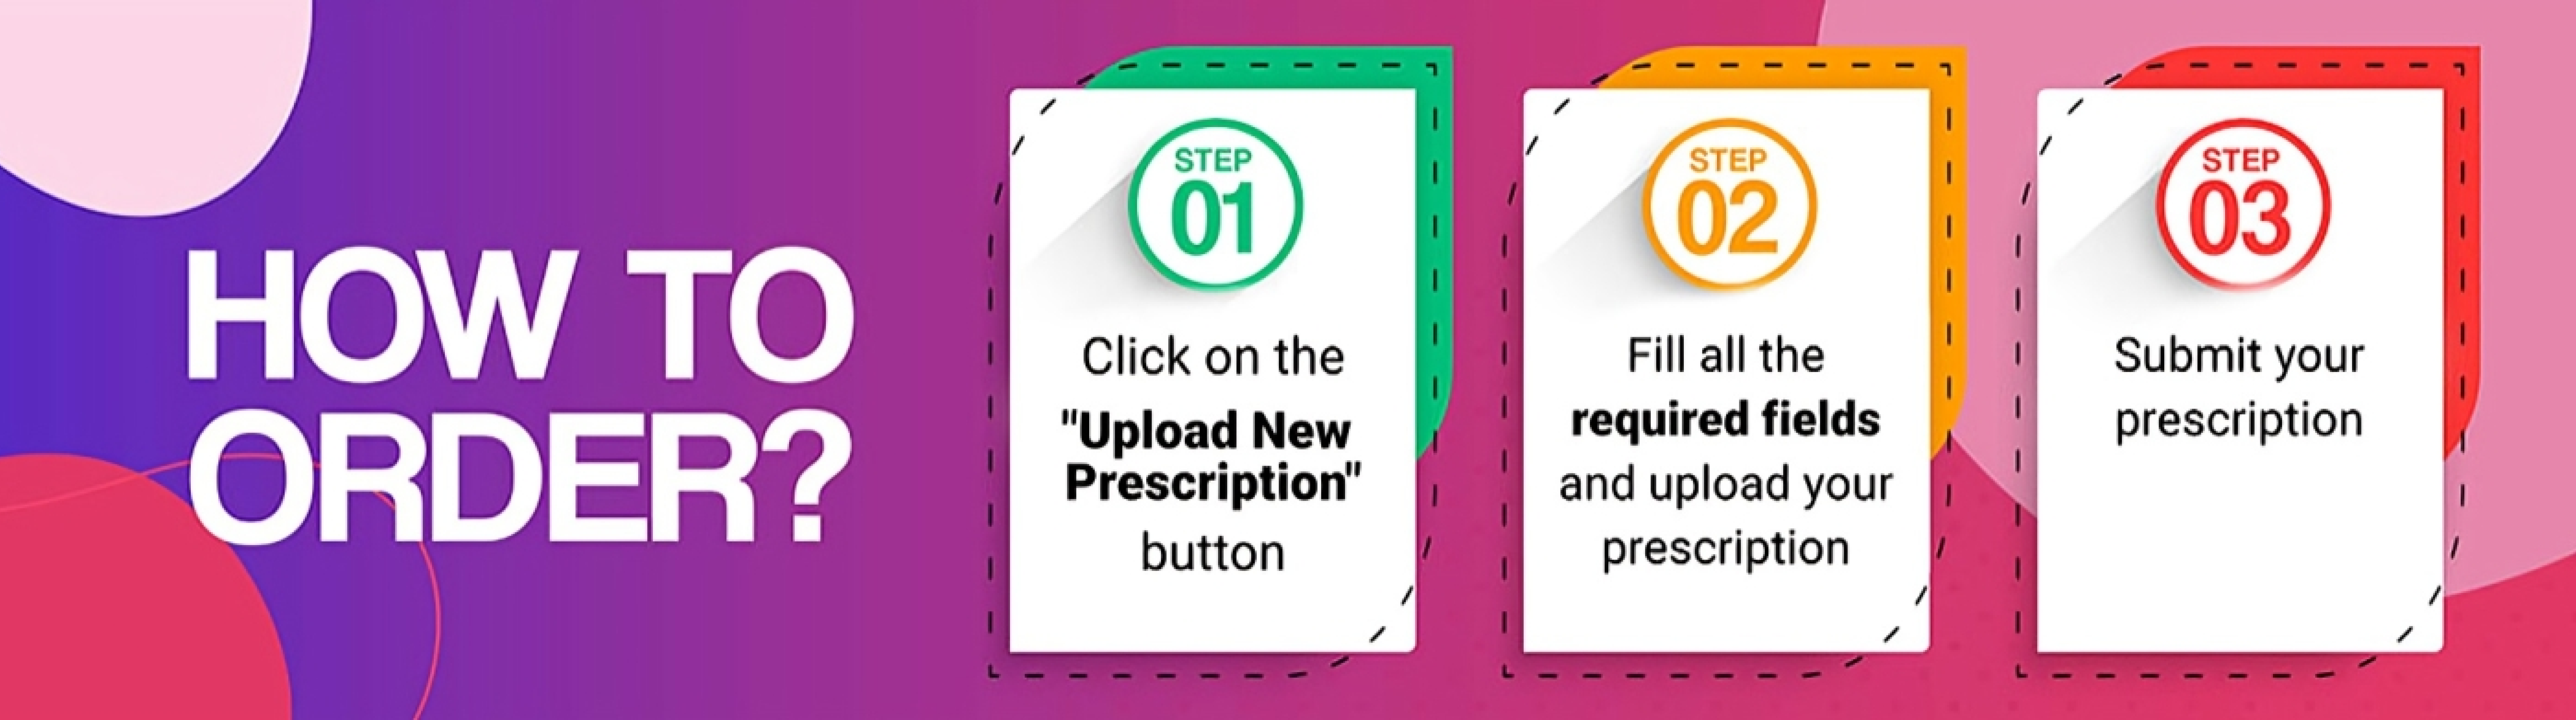 HOW TO
ORDER?
STEP
01
Click on the
"Upload New
Prescription"
button
STEP
02
Fill all the
required fields
and upload your
prescription
STEP
03
Submit your
prescription